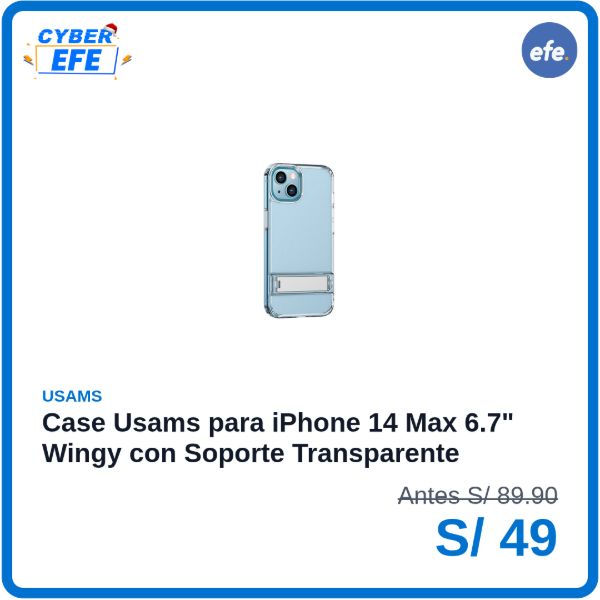 CYBER
EFE
efe.
USAMS
Case Usams para iPhone 14 Max 6.7"
Wingy con Soporte Transparente
Antes S/ 89.90
S/ 49